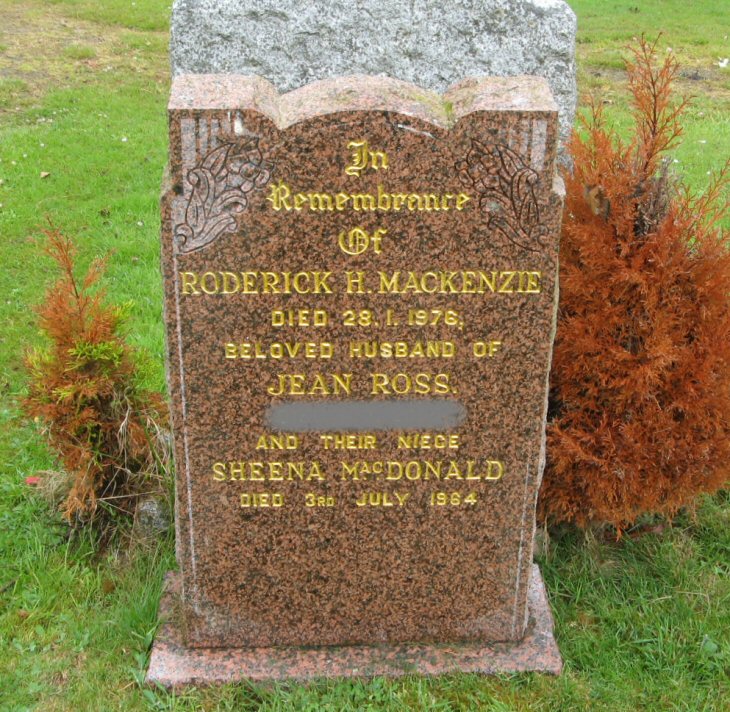 In
Remembrance
Of
RODERICK H. MACKENZIE
DIED 28. 1. 1976,
BELOVED HUSBAND OF
JEAN ROSS.
AND THEIR NIECE
SHEENA MACDONALD
DIED 3RD JULY 1964